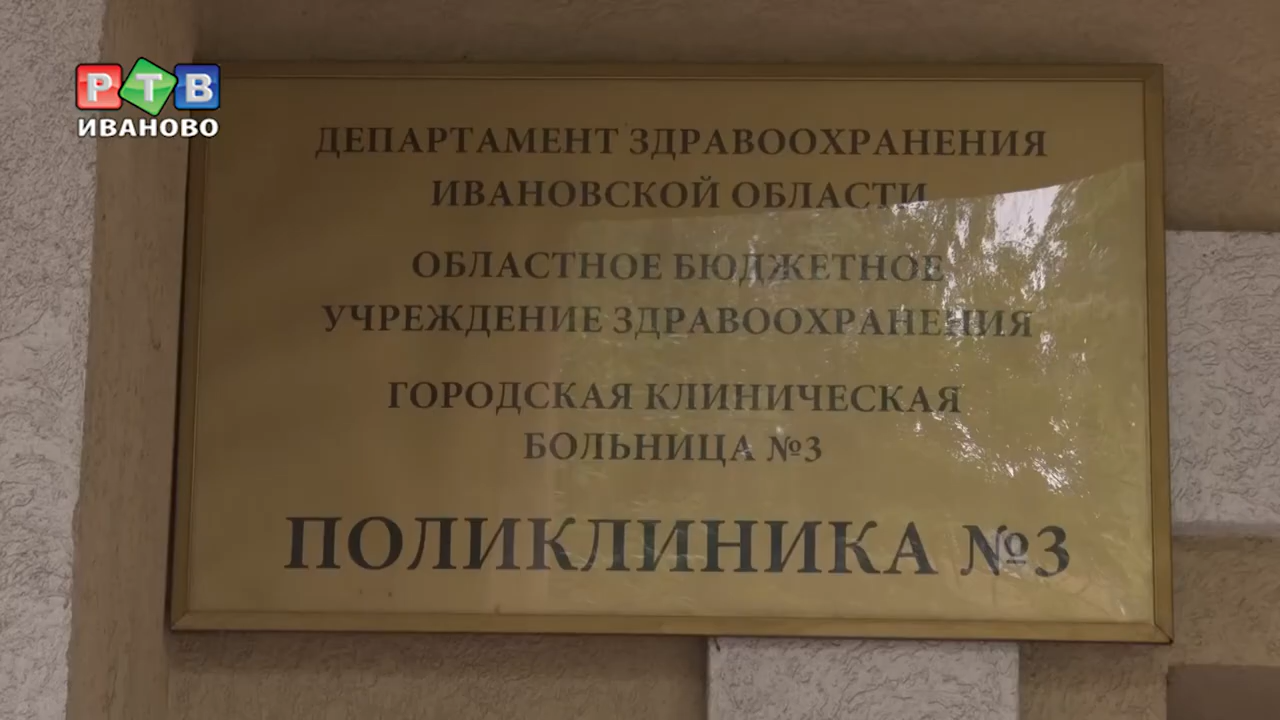 РТВ
ИВАНОВО
ДЕПАРТАМЕНТ ЗДРАВООХРАНЕНИЯ
ИВАНОВСКОЙ ОБЛАСТИ
ОБЛАСТНОЕ БЮДЖЕТНОЕ
УЧРЕЖДЕНИЕ ЗДРАВООХРАНЕНИЯ
ГОРОДСКАЯ КЛИНИЧЕСКАЯ
БОЛЬНИЦА №3
ПОЛИКЛИНИКА №3